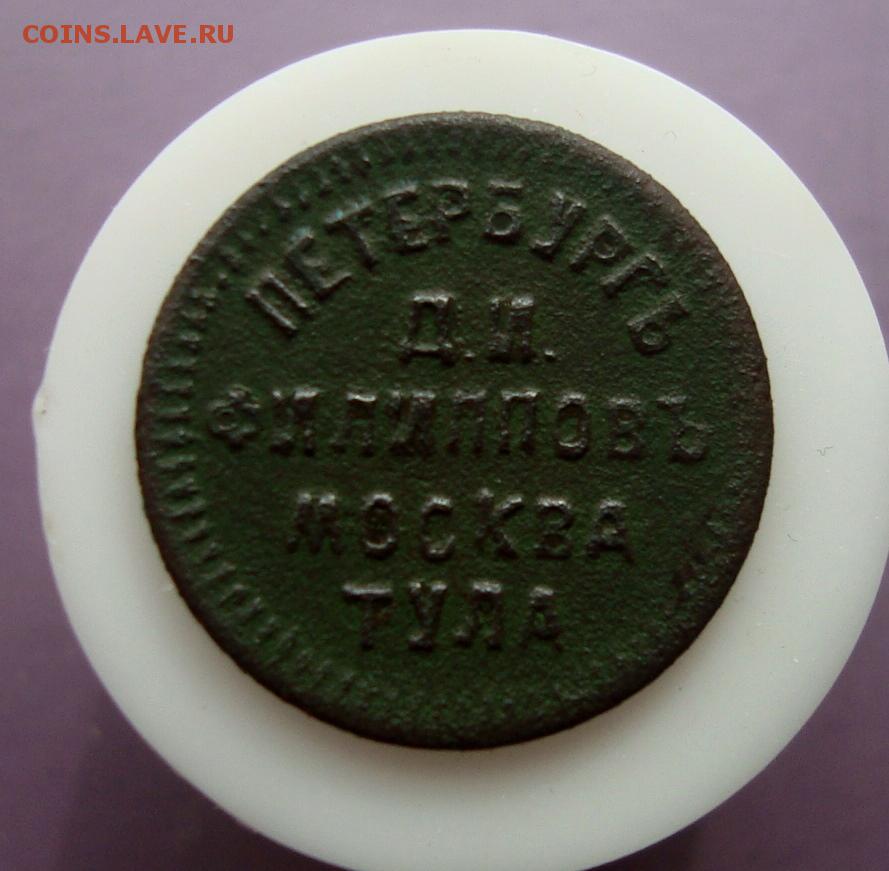 COINS.LAVE.RU
ПЕТЕРБУРГЪ
Д.И.
ФИЛИППОВЪ
МОСКВА
ТУЛА